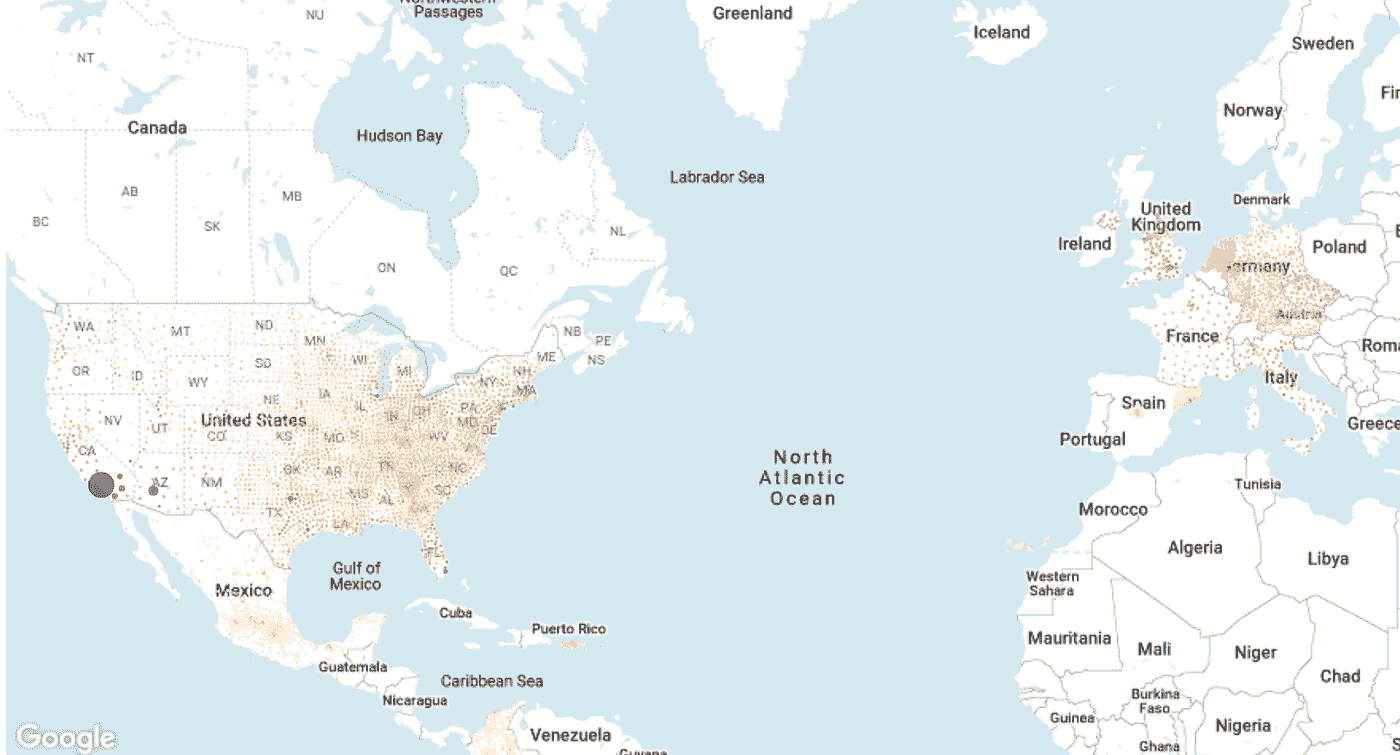 Northwestern
Passages
NU
Greenland
Iceland
Sweden
NT
Norway
Canada
Hudson Bay
Labrador Sea
AB
MB
BC
SK
NL
ON
QC
Denmark
United
Kingdom
Ireland
Poland
Germany
Austria
France
Italy
Spain
Portugal
Greece
WA
MT
ND
MN
NB
PE
NS
ME
OR
ID
SD
WI
MI
NH
NY
MA
WY
NE
IA
IL
IN
OH
PA
MD
DE
NV
UT
United States
CO
KS
MO
WV
CA
AZ
NM
OK
AR
TN
NC
SC
TX
LA
MS
AL
GA
FL
North
Atlantic
Ocean
Tunisia
Morocco
Algeria
Libya
Western
Sahara
Gulf of
Mexico
Mexico
Cuba
Puerto Rico
Mauritania
Mali
Niger
Chad
Guatemala
Caribbean Sea
Nicaragua
Burkina
Faso
Guinea
Nigeria
Ghana
Venezuela
Guyana
Google